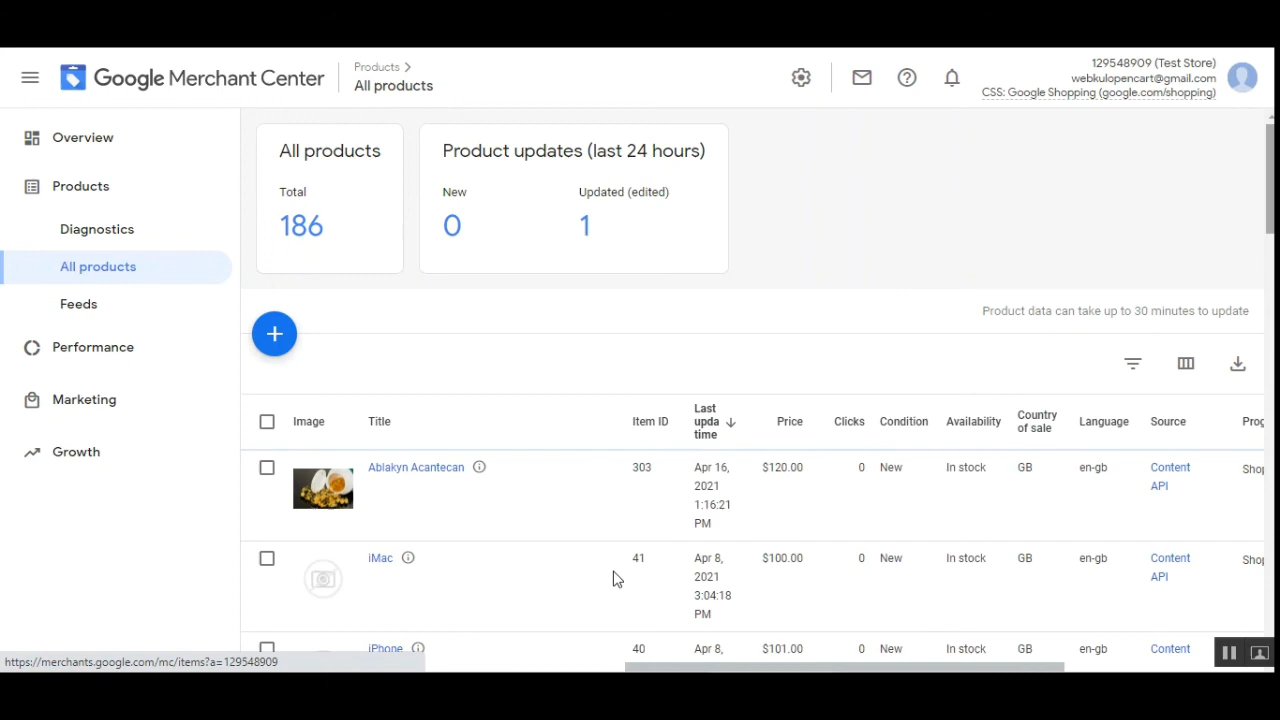 Google Merchant Center
Products
All products
129548909 (Test Store)
webkulopencart@gmail.com
CSS: Google Shopping (google.com/shopping)
Overview
Products
Diagnostics
All products
Feeds
Performance
Marketing
Growth
All products
Total
186
Product updates (last 24 hours)
New Updated (edited)
0 1
Product data can take up to 30 minutes to update
Image Title Item ID Last upda time Price Clicks Condition Availability Country of sale Language Source Prog
Ablakyn Acantecan 303 Apr 16, $120.00 0 New In stock GB en-gb Content Shop
2021 API
1:16:21
PM
iMac 41 Apr 8, $100.00 0 New In stock GB en-gb Content Shop
2021 API
3:04:18
PM
iPhone 40 Apr 8, $101.00 0 New In stock GB en-gb Content
https://merchants.google.com/mc/items?a=129548909